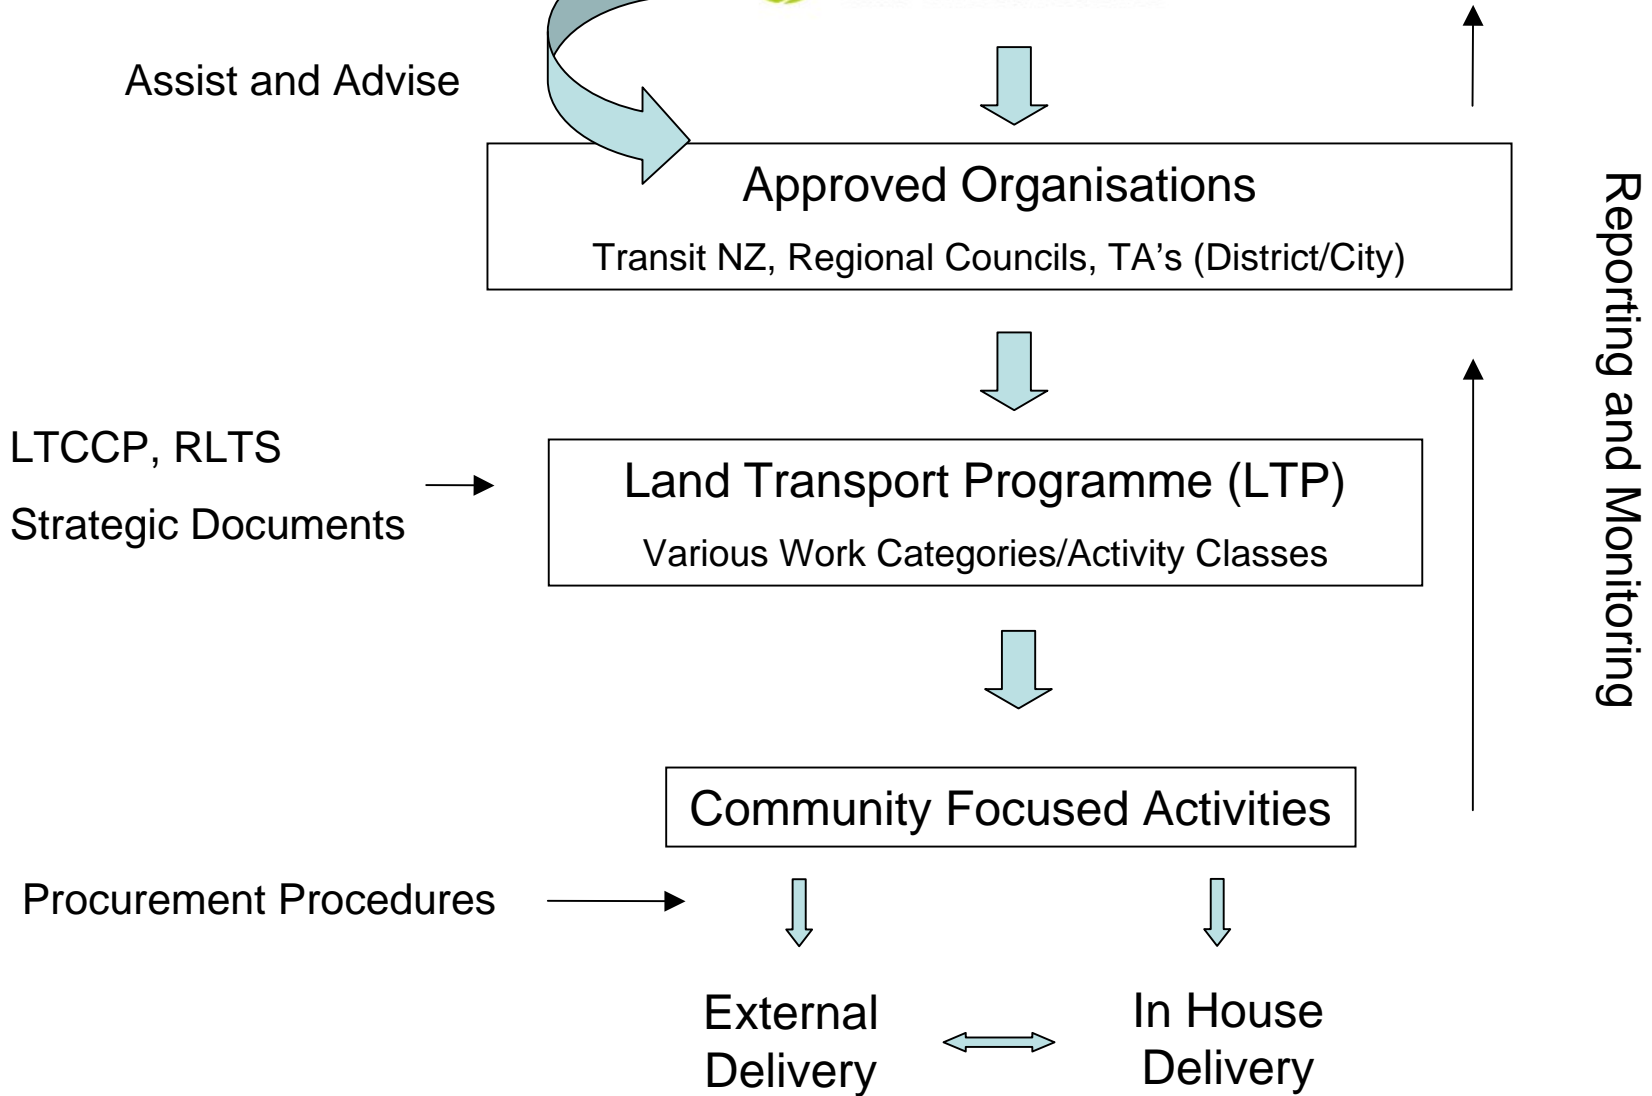 Assist and Advise
Approved Organisations
Transit NZ, Regional Councils, TA's (District/City)
Reporting and Monitoring
LTCCP, RLTS
Strategic Documents
Land Transport Programme (LTP)
Various Work Categories/Activity Classes
Community Focused Activities
Procurement Procedures
External
Delivery
In House
Delivery